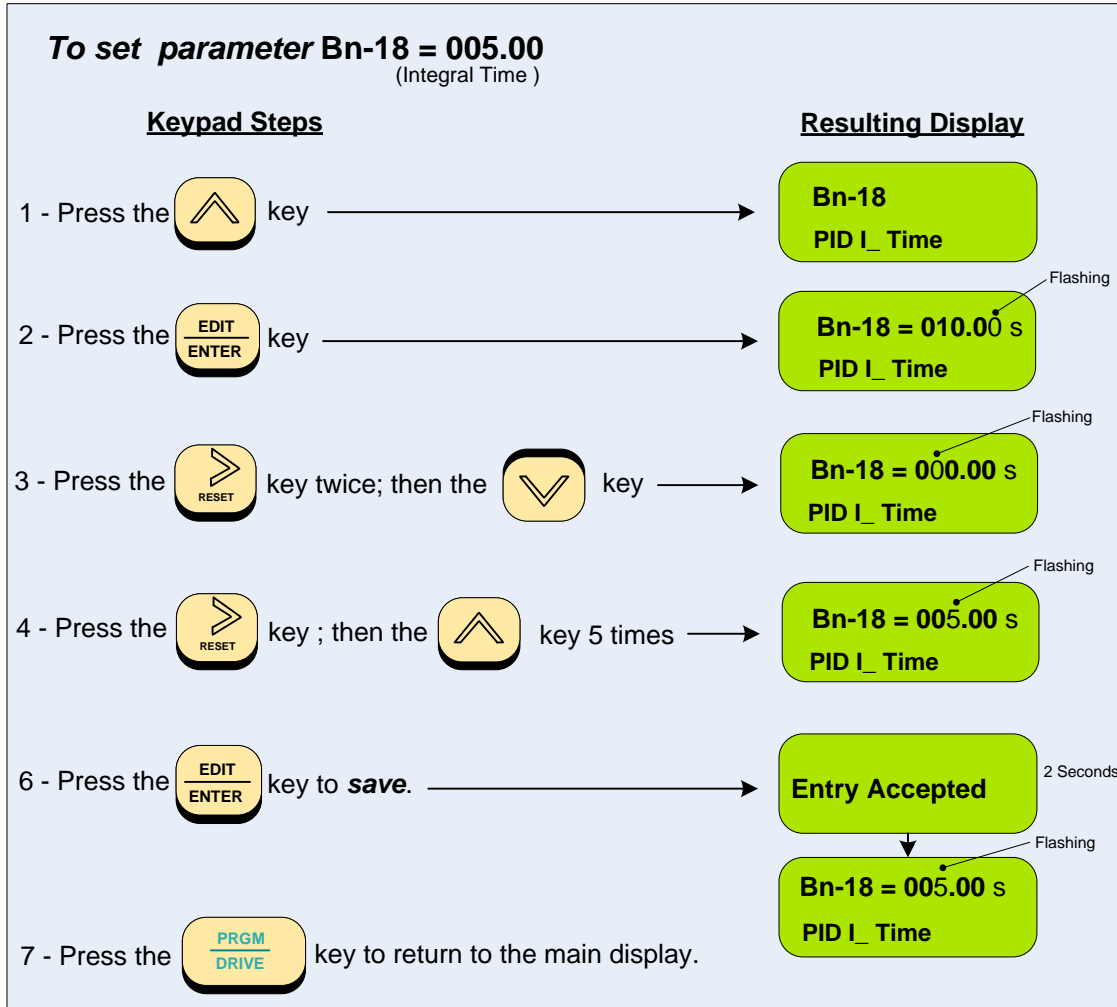 To set parameter Bn-18 = 005.00
(Integral Time )
Keypad Steps
Resulting Display
1 - Press the key
Bn-18
PID I_ Time
Flashing
2 - Press the EDIT ENTER key
Bn-18 = 010.00 s
PID I_ Time
Flashing
3 - Press the RESET key twice; then the key
Bn-18 = 000.00 s
PID I_ Time
Flashing
4 - Press the RESET key ; then the key 5 times
Bn-18 = 005.00 s
PID I_ Time
6 - Press the EDIT ENTER key to save.
Entry Accepted
2 Seconds
Flashing
Bn-18 = 005.00 s
PID I_ Time
7 - Press the PRGM DRIVE key to return to the main display.